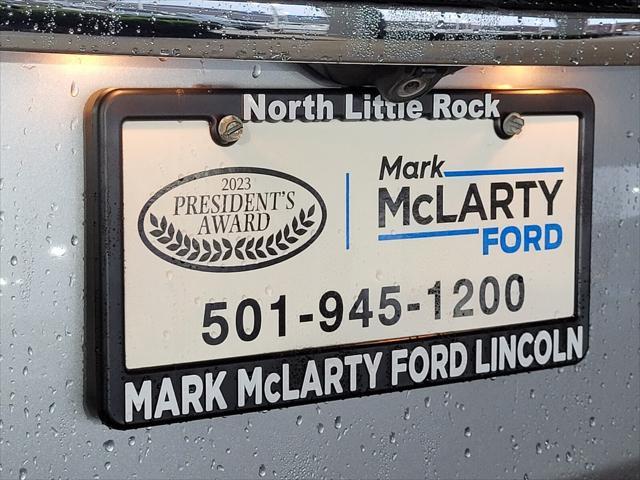 North Little Rock
2023
PRESIDENT'S
AWARD
Mark
McLARTY
FORD
501-945-1200
MARK McLARTY FORD LINCOLN